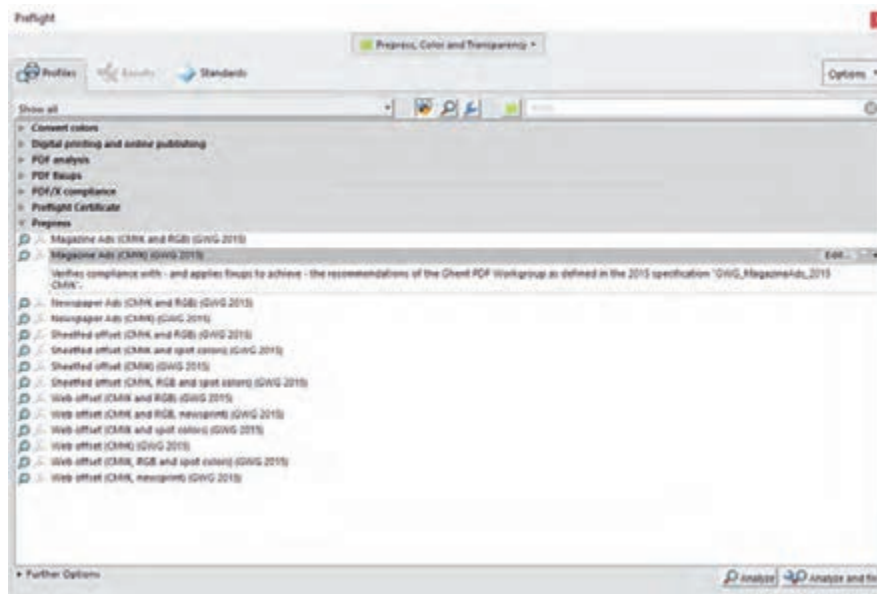 Preflight
Prepress, Color and Transparency
Profiles Results Standards
Options
Show all
Convert colors
Digital printing and online publishing
PDF analysis
PDF fixups
PDF/X compliance
Preflight Certificate
Prepress
Magazine Ads (CMYK and RGB) (GWG 2015)
Magazine Ads (CMYK) (GWG 2015) Edit...
Verifies compliance with - and applies fixups to achieve - the recommendations of the Ghent PDF Workgroup as defined in the 2015 specification "GWG_MagazineAds_2015
CMYK".
Newspaper Ads (CMYK and RGB) (GWG 2015)
Newspaper Ads (CMYK) (GWG 2015)
Sheetfed offset (CMYK and RGB) (GWG 2015)
Sheetfed offset (CMYK and spot colors) (GWG 2015)
Sheetfed offset (CMYK) (GWG 2015)
Sheetfed offset (CMYK, RGB and spot colors) (GWG 2015)
Web offset (CMYK and RGB) (GWG 2015)
Web offset (CMYK and RGB, newsprint) (GWG 2015)
Web offset (CMYK and spot colors) (GWG 2015)
Web offset (CMYK) (GWG 2015)
Web offset (CMYK, RGB and spot colors) (GWG 2015)
Web offset (CMYK, newsprint) (GWG 2015)
Further Options
Analyze Analyze and fix